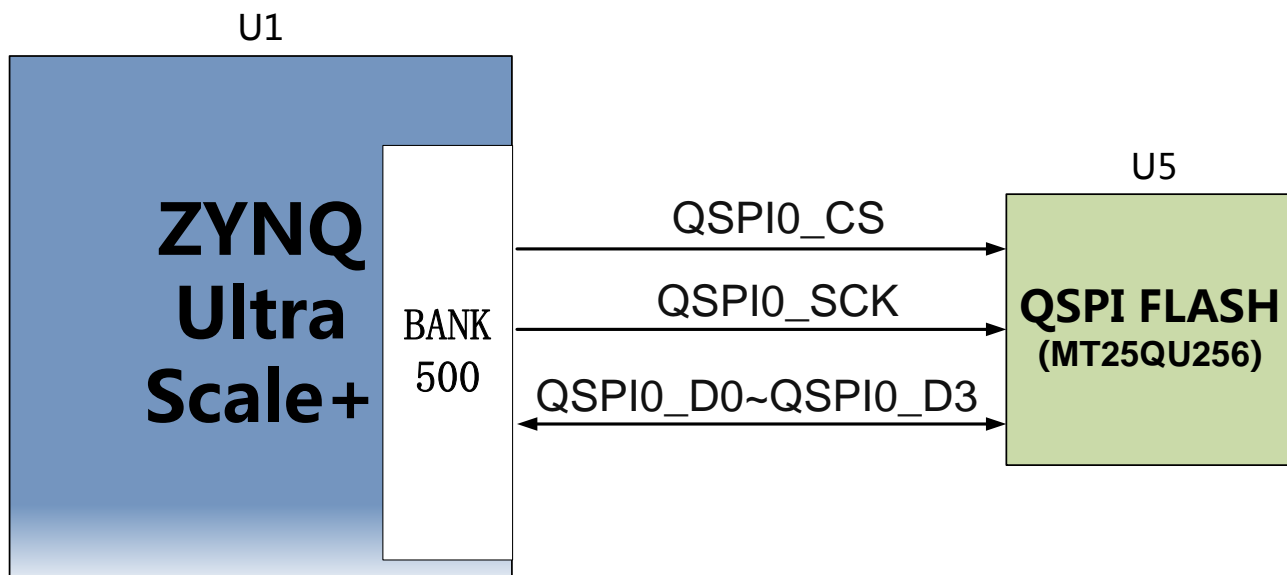 U1
ZYNQ
Ultra
Scale+
BANK
500
QSPI0_CS
QSPI0_SCK
QSPI0_D0~QSPI0_D3
U5
QSPI FLASH
(MT25QU256)